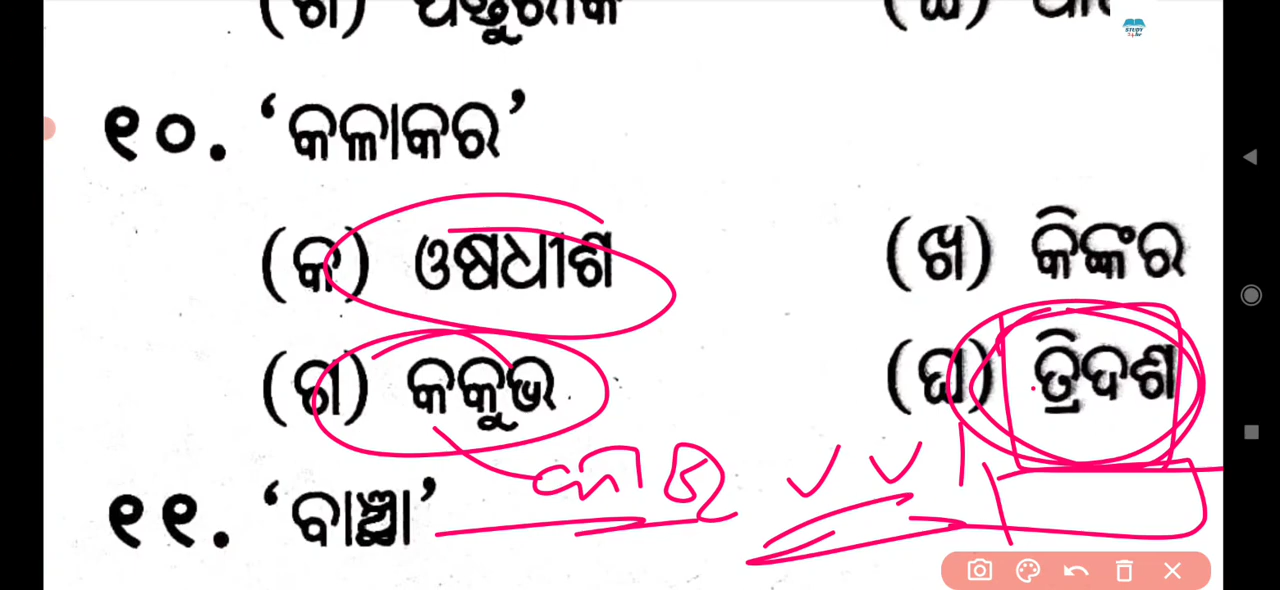 ୧୦. ‘କଳାକର’
(କ) ଓଷଧୀଶ (ଖ) କିଙ୍କର
(ଗ) କକୁଭ (ଘ) ତ୍ରିଦଶ
୧୧. ‘ବାଞ୍ଛା’